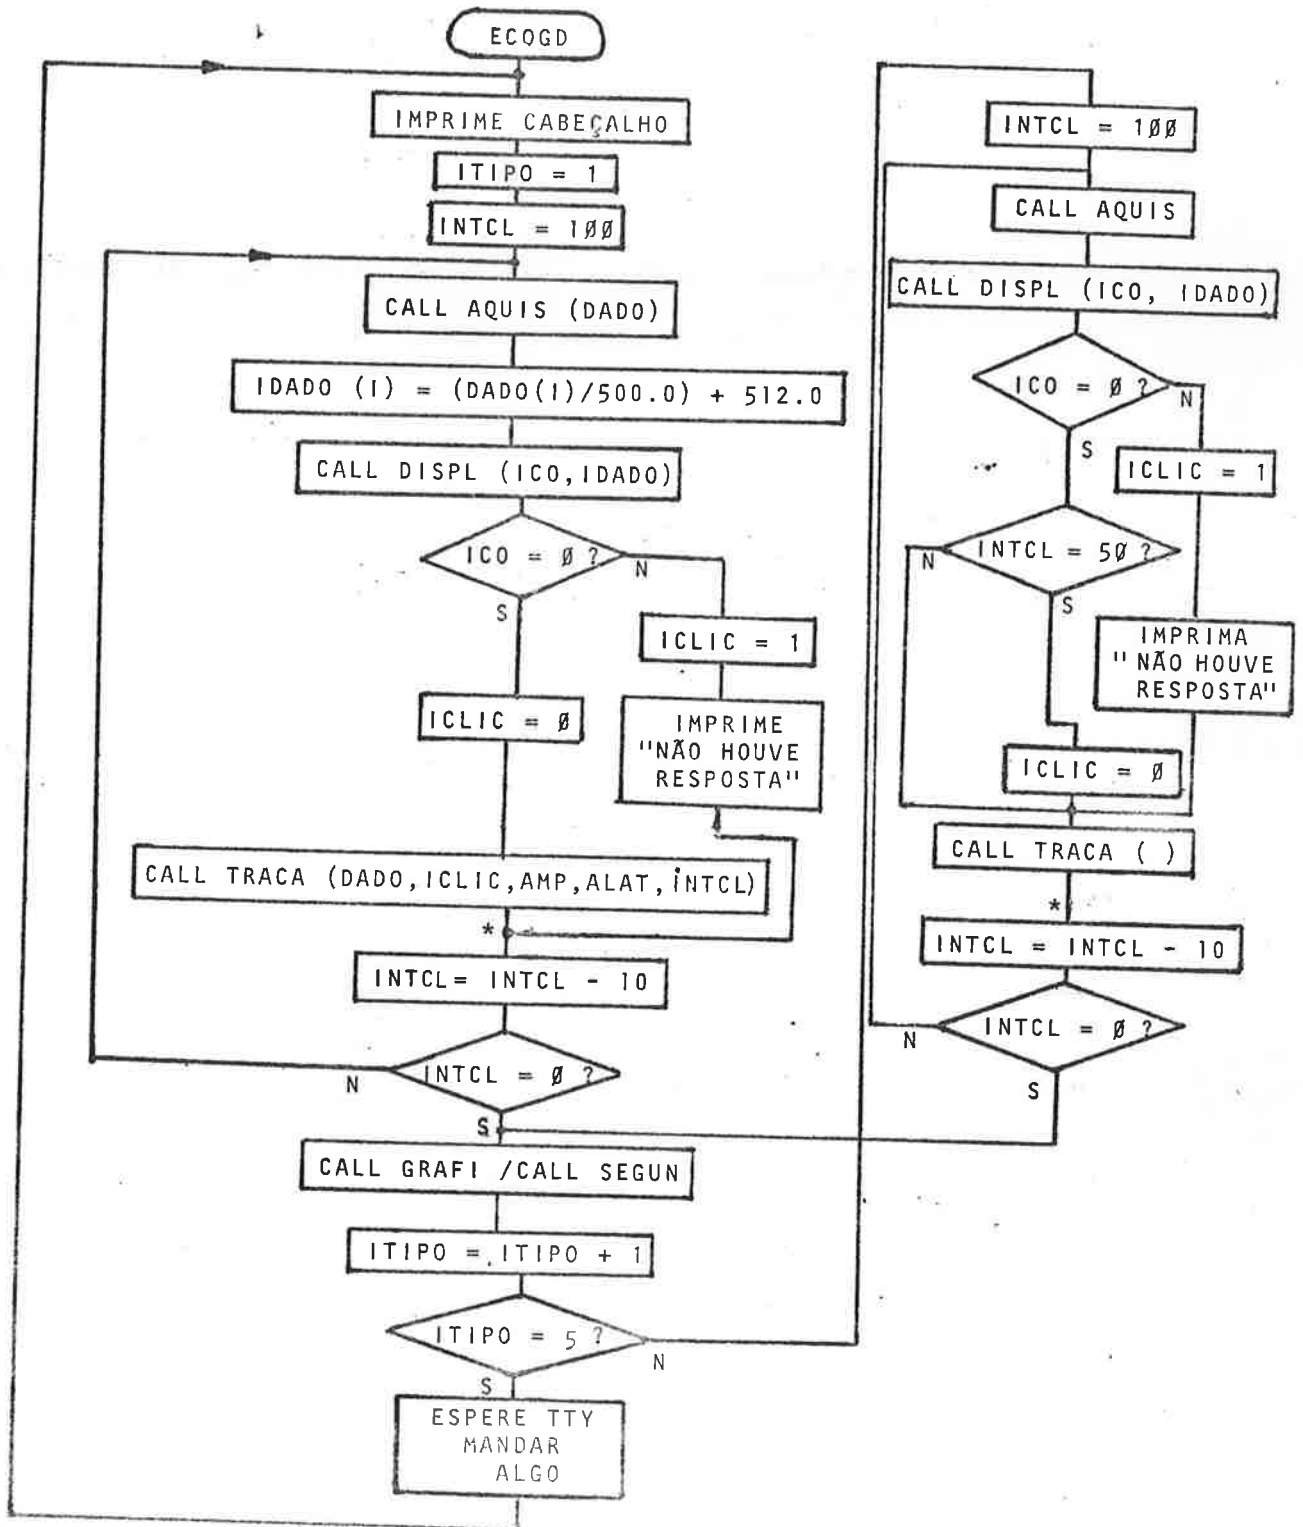 ECOGD
IMPRIME CABEÇALHO
ITIPO = 1
INTCL = 1ØØ
CALL AQUIS (DADO)
IDADO (I) = (DADO(I)/500.0) + 512.0
CALL DISPL (ICO,IDADO)
ICO = Ø ?
N
S
ICLIC = 1
ICLIC = Ø
IMPRIME
"NÃO HOUVE
RESPOSTA"
CALL TRACA (DADO,ICLIC,AMP,ALAT,INTCL)
*
INTCL= INTCL - 10
INTCL = Ø ?
N
S
CALL GRAFI /CALL SEGUN
ITIPO = ITIPO + 1
ITIPO = 5 ?
N
S
ESPERE TTY
MANDAR
ALGO
INTCL = 1ØØ
CALL AQUIS
CALL DISPL (ICO, IDADO)
ICO = Ø ?
N
S
ICLIC = 1
INTCL = 5Ø ?
N
S
IMPRIMA
"NÃO HOUVE
RESPOSTA"
ICLIC = Ø
CALL TRACA ( )
*
INTCL = INTCL - 10
INTCL = Ø ?
N
S